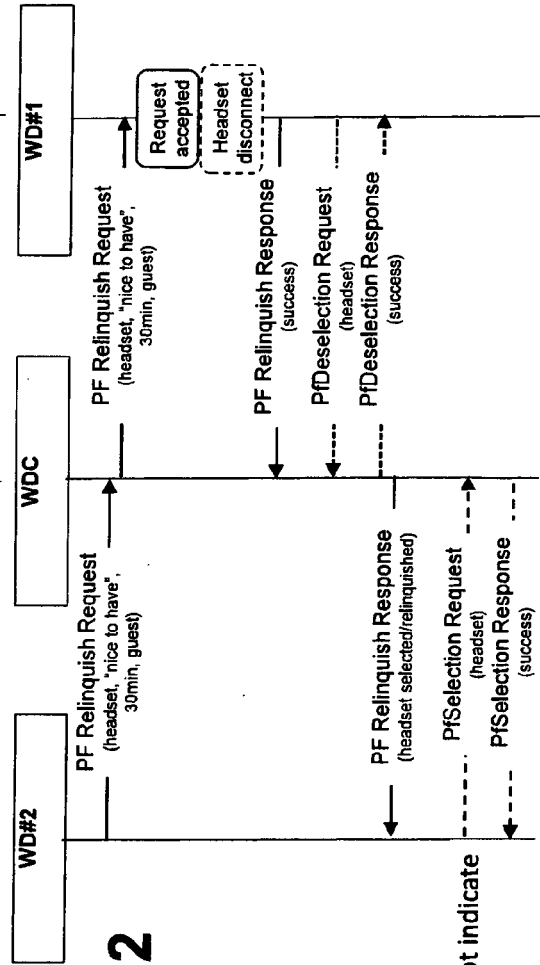 WD#2
WDC
WD#1
PF Relinquish Request
(headset, "nice to have",
30min, guest)
PF Relinquish Request
(headset, "nice to have",
30min, guest)
Request
accepted
Headset
disconnect
PF Relinquish Response
(success)
PfDeselection Request
(headset)
PfDeselection Response
(success)
PF Relinquish Response
(headset selected/relinquished)
PfSelection Request
(headset)
PfSelection Response
(success)
2
indicate